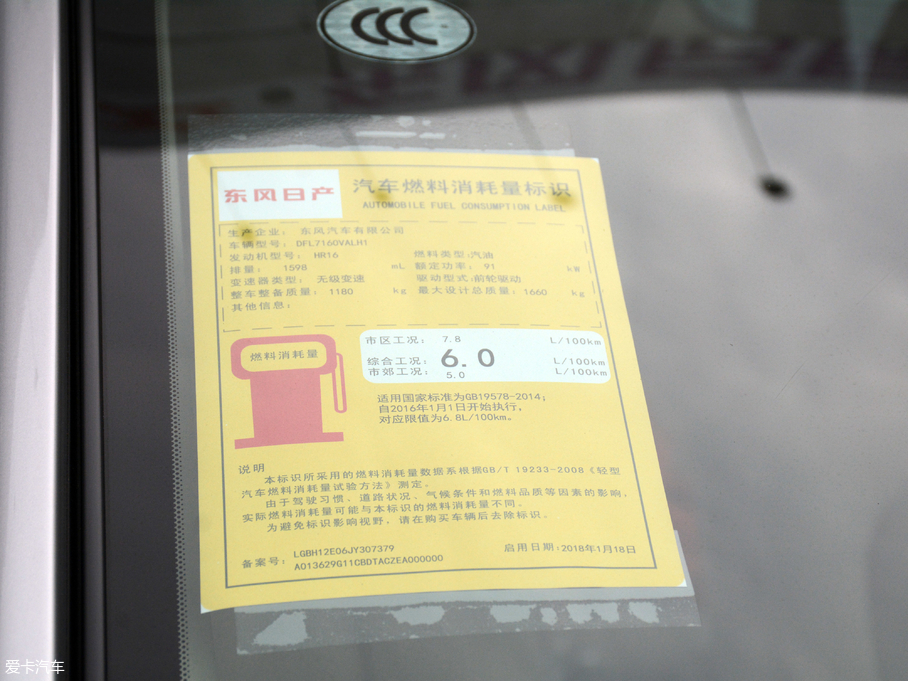 CCC
东风日产
汽车燃料消耗量标识
AUTOMOBILE FUEL CONSUMPTION LABEL
生产企业: 东风汽车有限公司
车辆型号: DFL7160VALH1
发动机型号: HR16 燃料类型:汽油
排量: 1598 mL 额定功率: 91 kW
变速器类型: 无级变速 驱动型式:前轮驱动
整车整备质量: 1180 kg 最大设计总质量: 1660 kg
其他信息:
燃料消耗量
市区工况: 7.8 L/100km
综合工况: 6.0 L/100km
市郊工况: 5.0 L/100km
适用国家标准为GB19578-2014;
自2016年1月1日开始执行,
对应限值为6.8L/100km。
说明
本标识所采用的燃料消耗量数据系根据GB/T 19233-2008《轻型
汽车燃料消耗量试验方法》测定。
由于驾驶习惯、道路状况、气候条件和燃料品质等因素的影响,
实际燃料消耗量可能与本标识的燃料消耗量不同。
为避免标识影响视野,请在购买车辆后去除标识。
备案号: LGBH12E06JY307379
A013629G11CBDTACZEA000000
启用日期:2018年1月18日
爱卡汽车